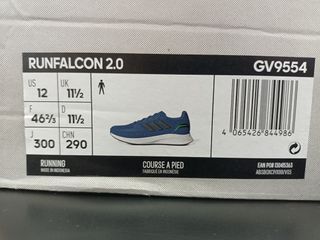 RUNFALCON 2.0
GV9554
US
12
UK
11½
F
46⅔
D
11½
J
300
CHN
290
4 065426 844986
RUNNING
MADE IN INDONESIA
COURSE A PIED
FABRIQUÉ EN INDONÉSIE